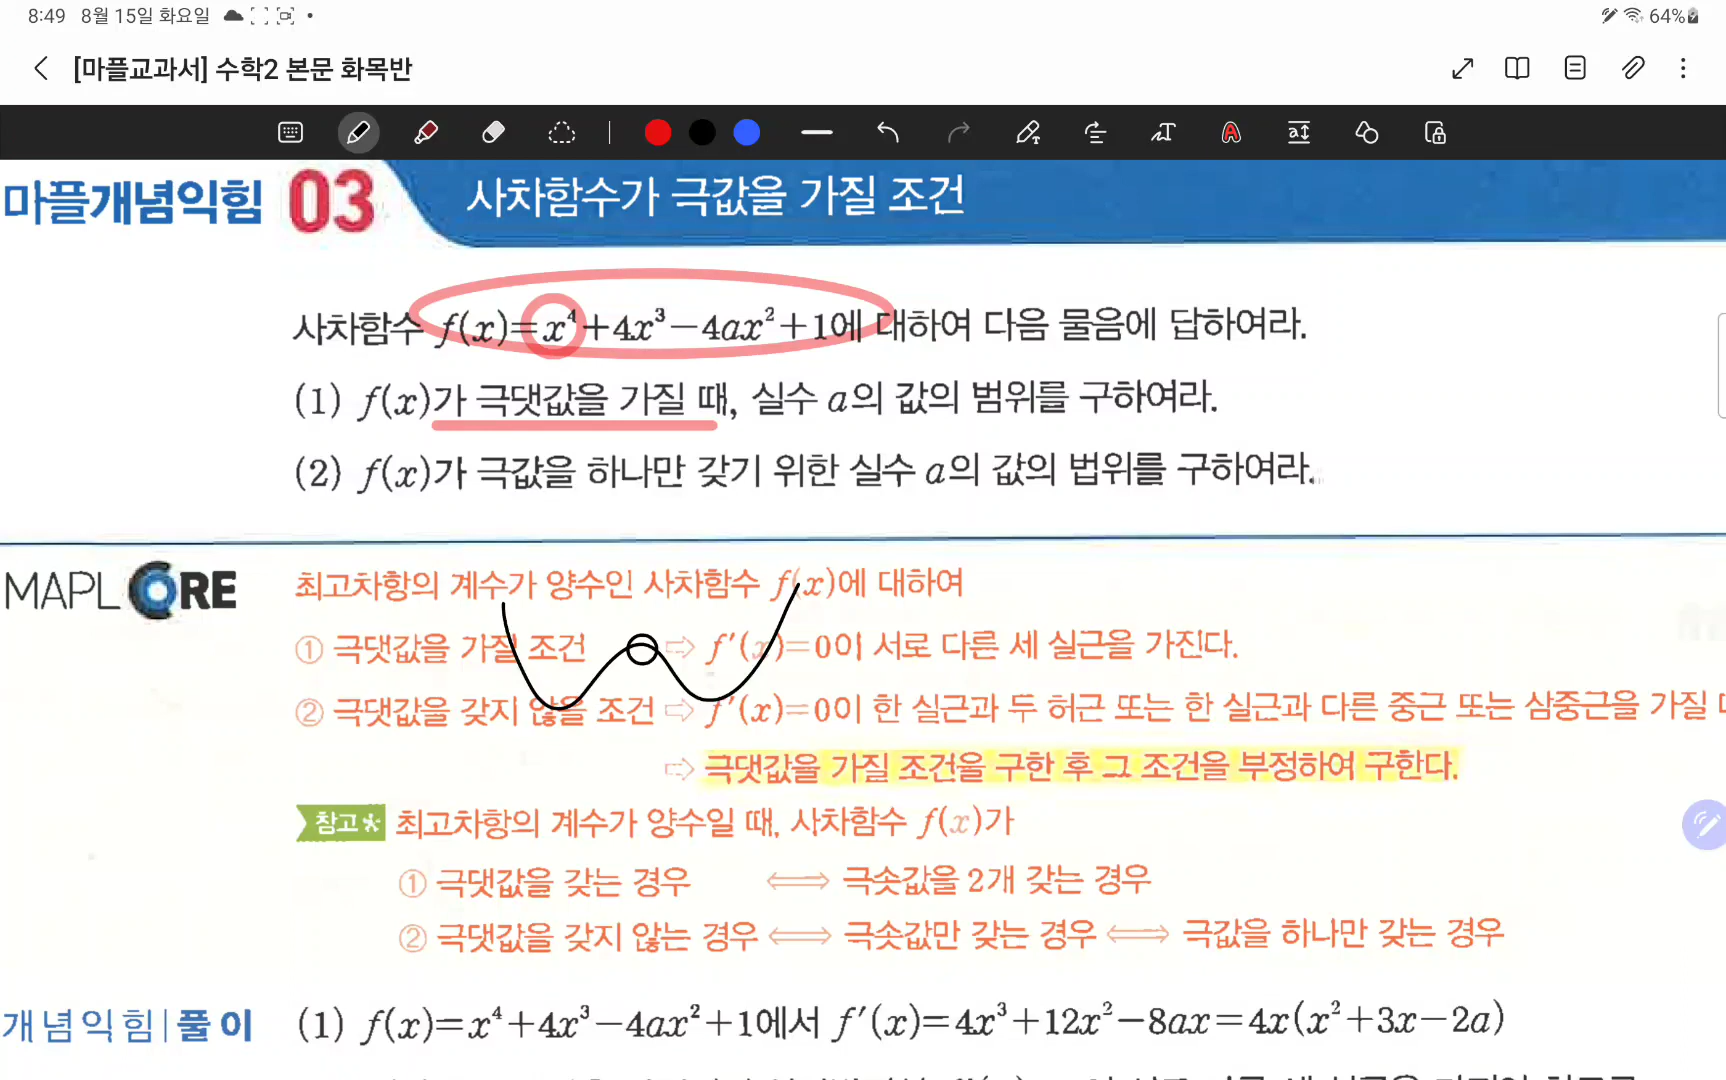 8:49 8월 15일 화요일 64%
[마플교과서] 수학2 본문 화목반
마플개념익힘 03 사차함수가 극값을 가질 조건
사차함수 f(x)=x⁴+4x³−4ax²+1에 대하여 다음 물음에 답하여라.
(1) f(x)가 극댓값을 가질 때, 실수 a의 값의 범위를 구하여라.
(2) f(x)가 극값을 하나만 갖기 위한 실수 a의 값의 범위를 구하여라.
MAPL CORE 최고차항의 계수가 양수인 사차함수 f(x)에 대하여
① 극댓값을 가질 조건 ⇨ f′(x)=0이 서로 다른 세 실근을 가진다.
② 극댓값을 갖지 않을 조건 ⇨ f′(x)=0이 한 실근과 두 허근 또는 한 실근과 다른 중근 또는 삼중근을 가질
⇨ 극댓값을 가질 조건을 구한 후 그 조건을 부정하여 구한다.
참고 최고차항의 계수가 양수일 때, 사차함수 f(x)가
① 극댓값을 갖는 경우 ⟺ 극솟값을 2개 갖는 경우
② 극댓값을 갖지 않는 경우 ⟺ 극솟값만 갖는 경우 ⟺ 극값을 하나만 갖는 경우
개념익힘|풀이 (1) f(x)=x⁴+4x³−4ax²+1에서 f′(x)=4x³+12x²−8ax=4x(x²+3x−2a)